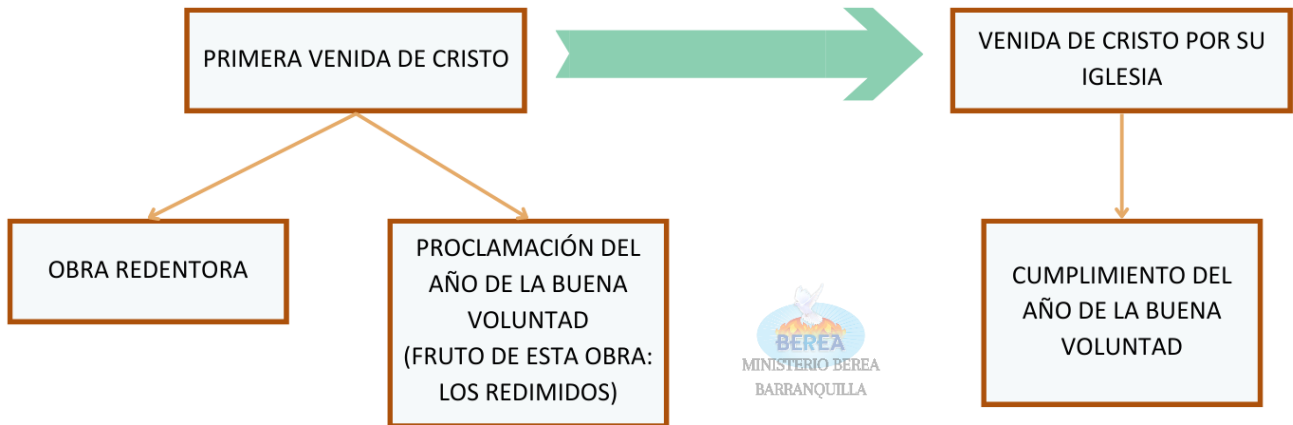 PRIMERA VENIDA DE CRISTO
VENIDA DE CRISTO POR SU
IGLESIA
OBRA REDENTORA
PROCLAMACIÓN DEL
AÑO DE LA BUENA
VOLUNTAD
(FRUTO DE ESTA OBRA:
LOS REDIMIDOS)
BEREA
MINISTERIO BEREA
BARRANQUILLA
CUMPLIMIENTO DEL
AÑO DE LA BUENA
VOLUNTAD